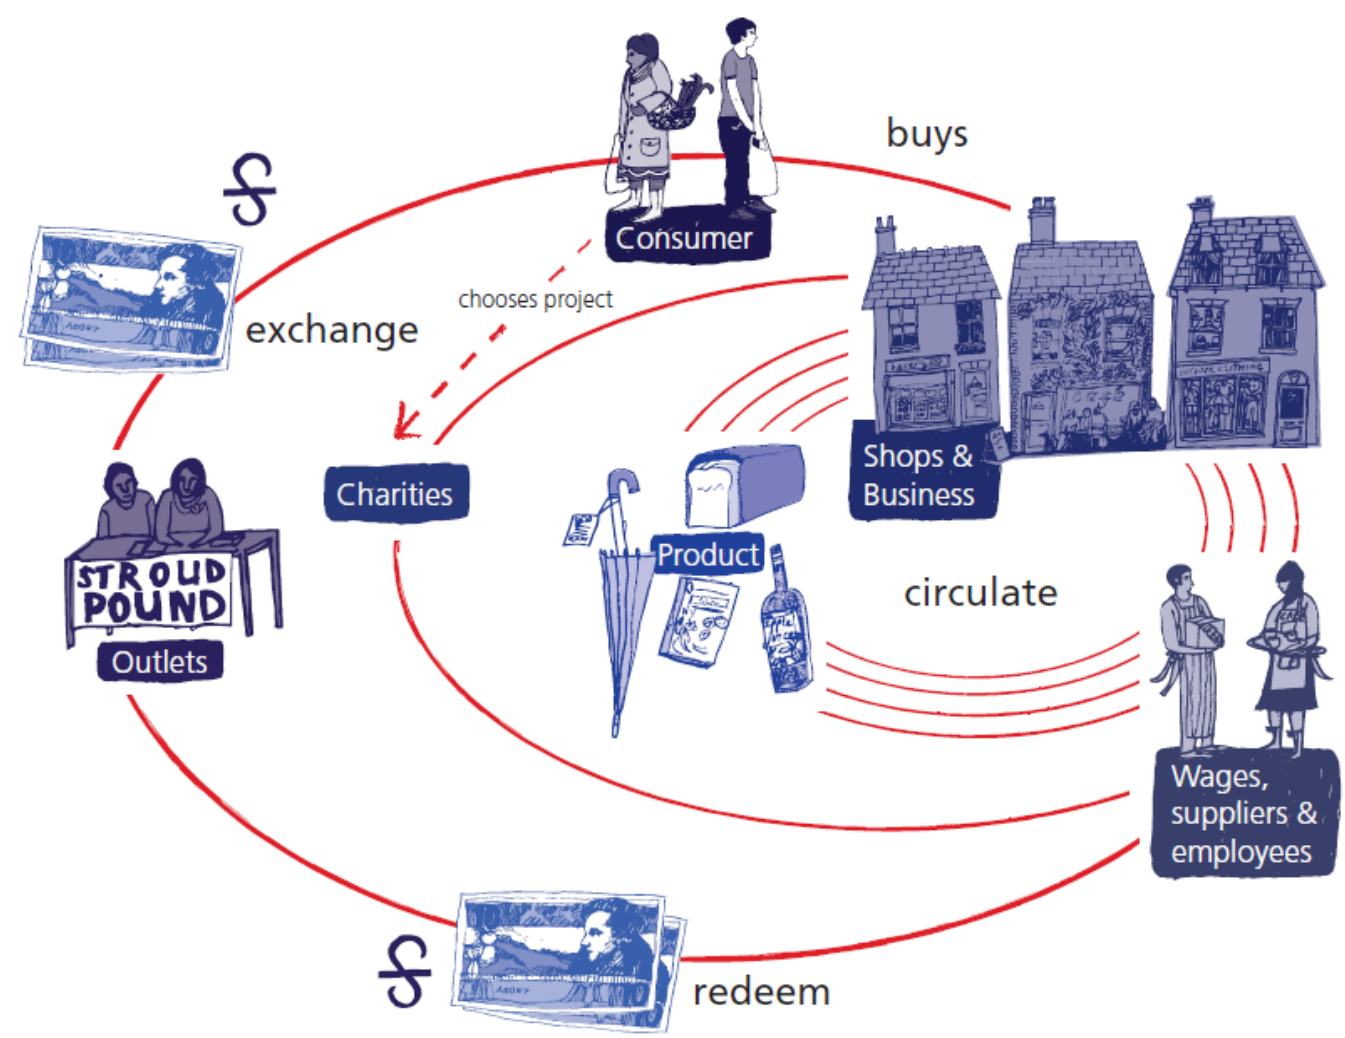 buys
Consumer
chooses project
exchange
Shops &
Business
Charities
STROUD
POUND
Product
circulate
Outlets
Wages,
suppliers &
employees
redeem